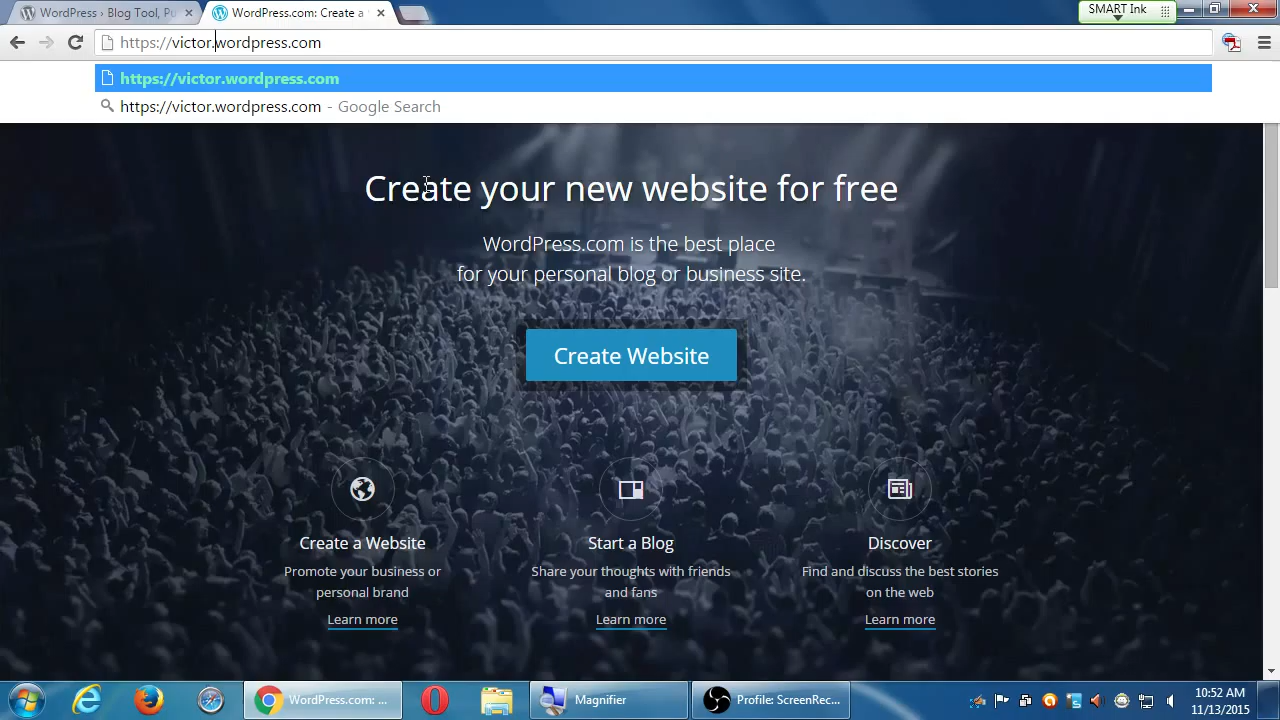 WordPress › Blog Tool, Pu
WordPress.com: Create a
SMART Ink
https://victor.wordpress.com
https://victor.wordpress.com
https://victor.wordpress.com - Google Search
Create your new website for free
WordPress.com is the best place
for your personal blog or business site.
Create Website
Create a Website
Promote your business or
personal brand
Learn more
Start a Blog
Share your thoughts with friends
and fans
Learn more
Discover
Find and discuss the best stories
on the web
Learn more
WordPress.com: ...
Magnifier
Profile: ScreenRec...
10:52 AM
11/13/2015